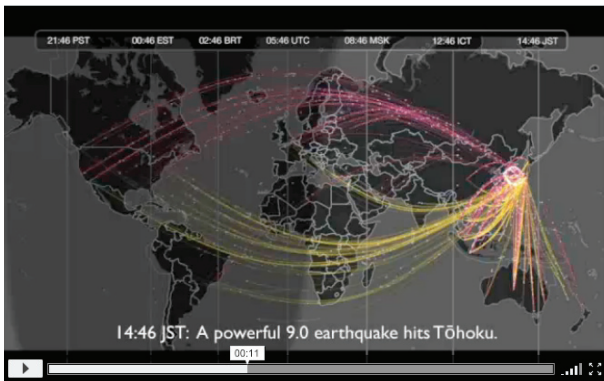 21:46 PST 00:46 EST 02:46 BRT 05:46 UTC 08:46 MSK 12:46 ICT 14:46 JST
14:46 JST: A powerful 9.0 earthquake hits Tōhoku.
00:11